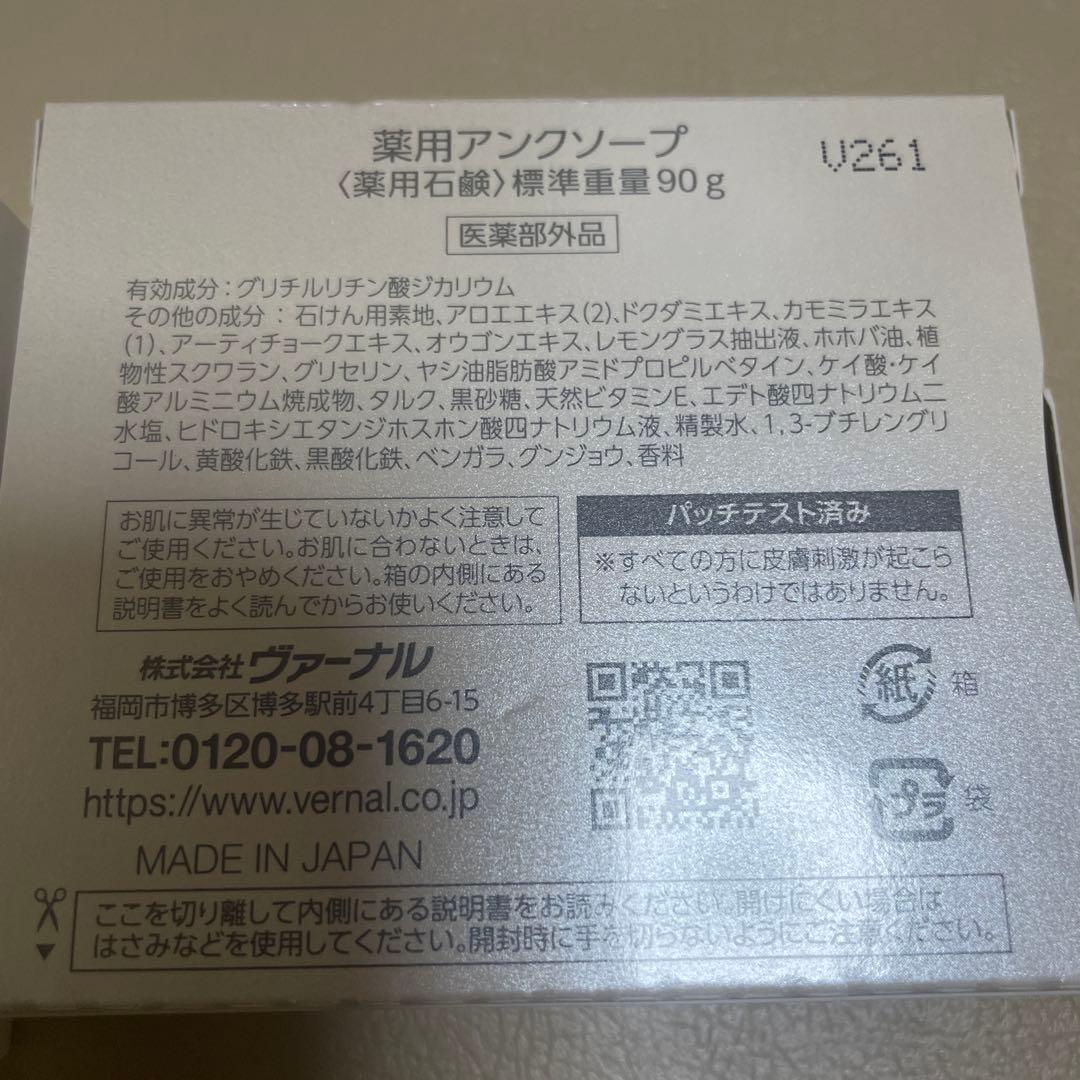 薬用アンクソープ
〈薬用石鹸〉標準重量90g
V261
医薬部外品
有効成分：グリチルリチン酸ジカリウム
その他の成分：石けん用素地、アロエエキス(2)、ドクダミエキス、カモミラエキス
(1)、アーティチョークエキス、オウゴンエキス、レモングラス抽出液、ホホバ油、植
物性スクワラン、グリセリン、ヤシ油脂肪酸アミドプロピルベタイン、ケイ酸・ケイ
酸アルミニウム焼成物、タルク、黒砂糖、天然ビタミンE、エデト酸四ナトリウム二
水塩、ヒドロキシエタンジホスホン酸四ナトリウム液、精製水、1,3-ブチレングリ
コール、黄酸化鉄、黒酸化鉄、ベンガラ、グンジョウ、香料
お肌に異常が生じていないかよく注意して
ご使用ください。お肌に合わないときは、
ご使用をおやめください。箱の内側にある
説明書をよく読んでからお使いください。
パッチテスト済み
※すべての方に皮膚刺激が起こら
ないというわけではありません。
株式会社ヴァーナル
福岡市博多区博多駅前4丁目6-15
TEL:0120-08-1620
https://www.vernal.co.jp
MADE IN JAPAN
紙 箱
プラ 袋
ここを切り離して内側にある説明書をお読みください。開けにくい場合は
はさみなどを使用してください。開封時に手を切らないようにご注意ください。